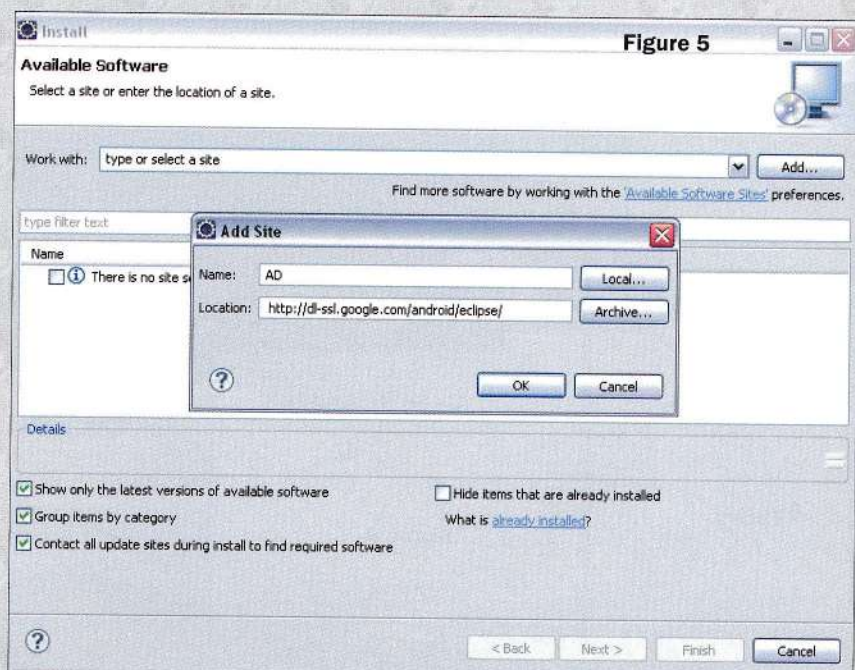 Install
Figure 5
Available Software
Select a site or enter the location of a site.
Work with: type or select a site
Add...
Find more software by working with the 'Available Software Sites' preferences.
type filter text
Name
There is no site s
Add Site
Name: AD
Local...
Location: http://dl-ssl.google.com/android/eclipse/
Archive...
OK
Cancel
Details
Show only the latest versions of available software
Hide items that are already installed
Group items by category
What is already installed?
Contact all update sites during install to find required software
< Back
Next >
Finish
Cancel